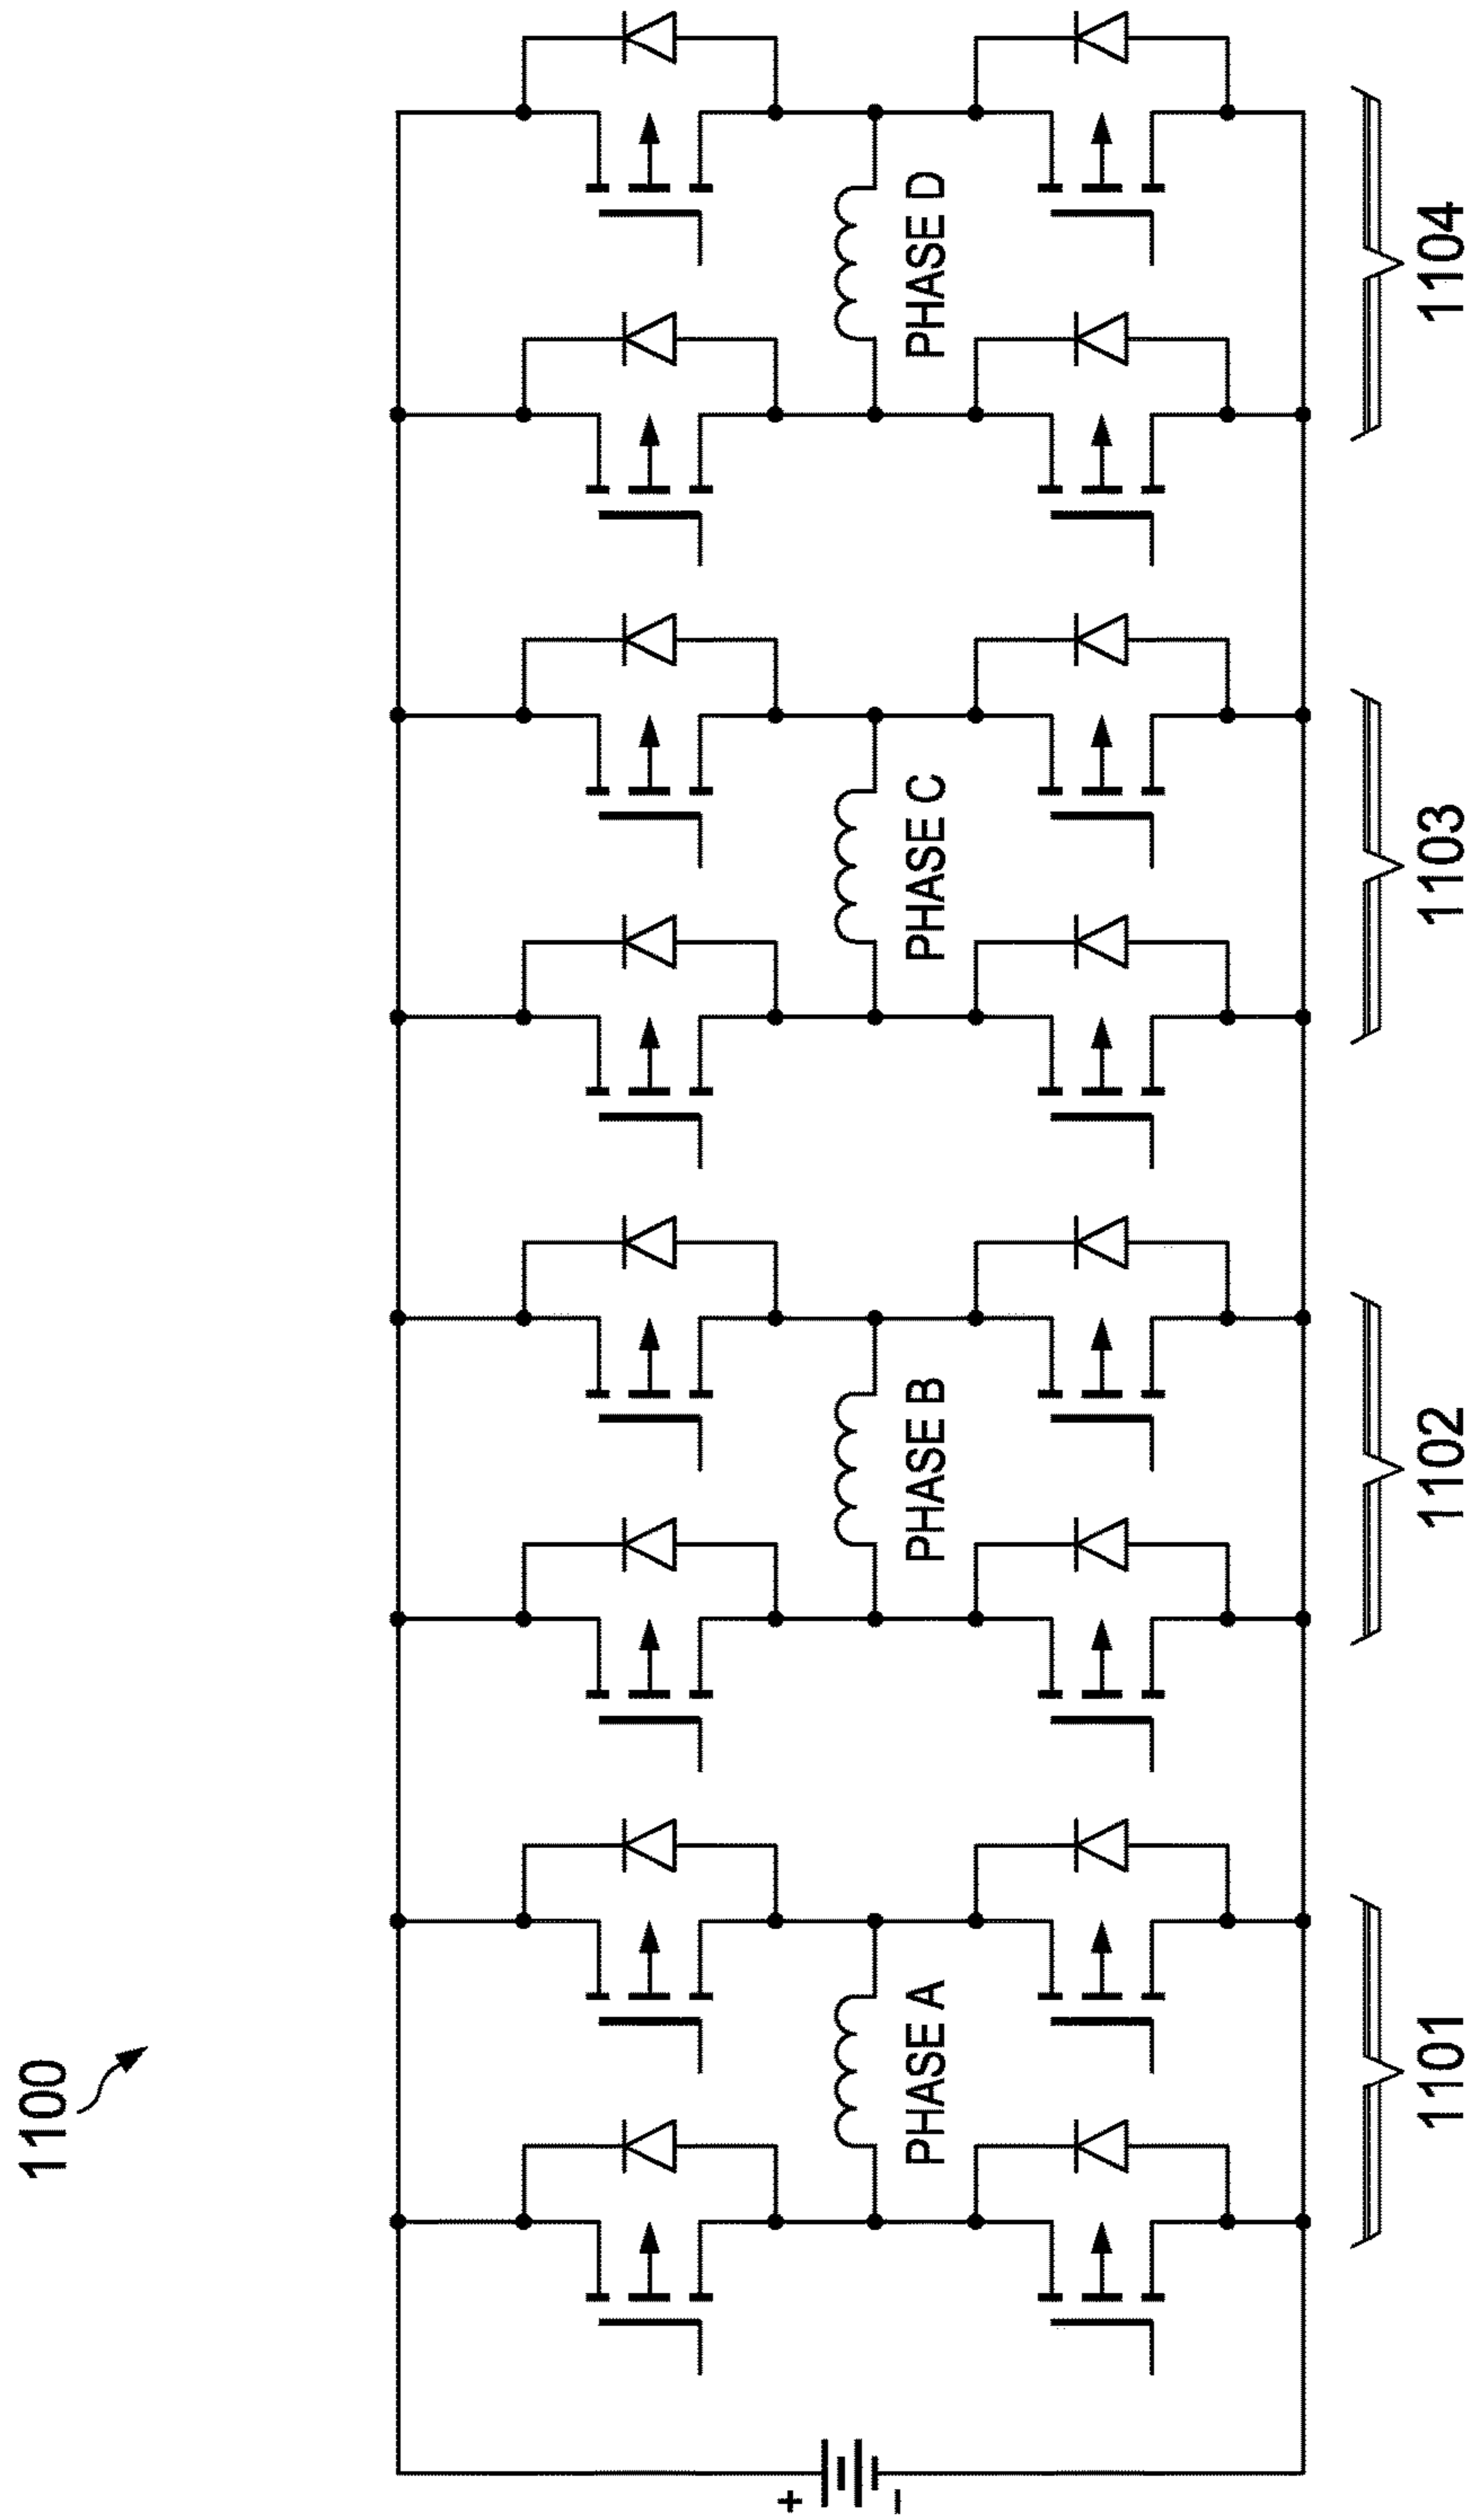 1100
+
−
PHASE A
PHASE B
PHASE C
PHASE D
1101
1102
1103
1104